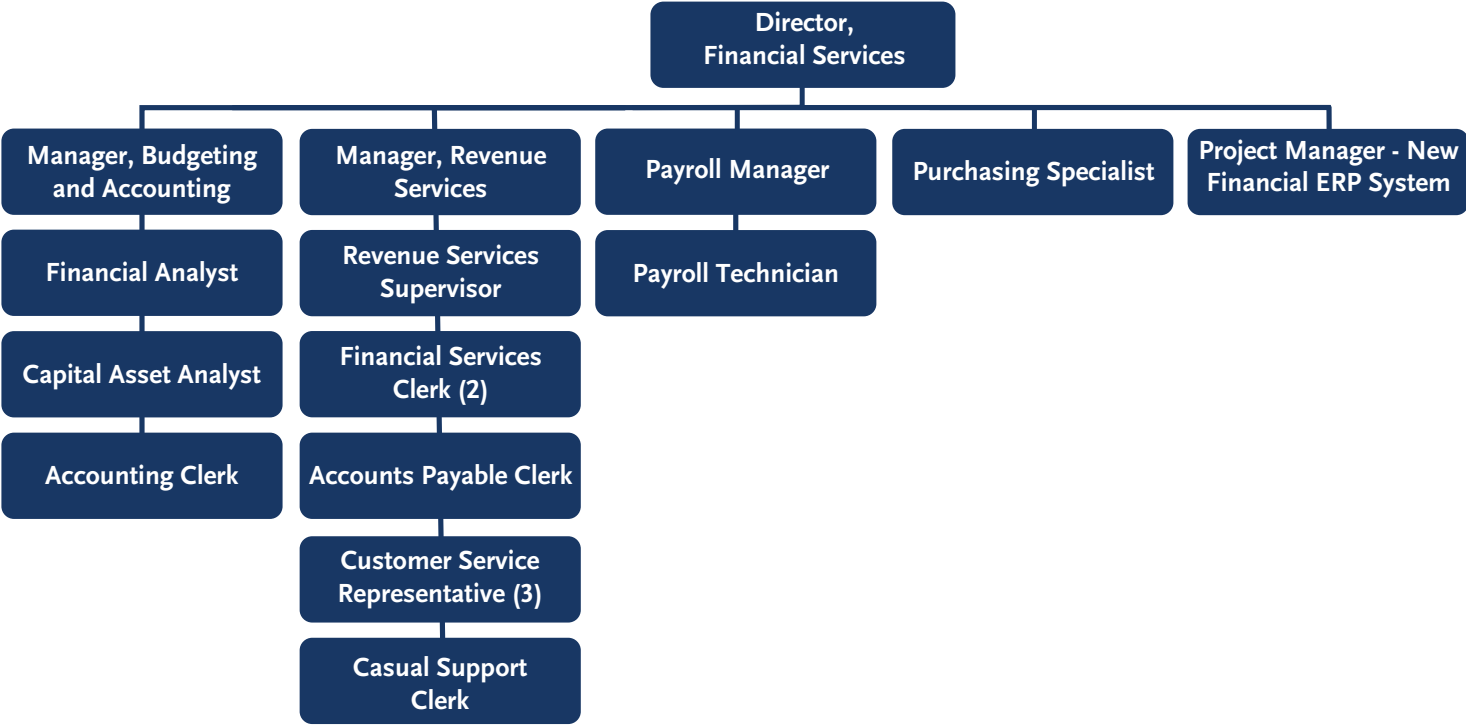 Director,
Financial Services
Manager, Budgeting
and Accounting
Manager, Revenue
Services
Payroll Manager
Purchasing Specialist
Project Manager - New
Financial ERP System
Financial Analyst
Revenue Services
Supervisor
Payroll Technician
Capital Asset Analyst
Financial Services
Clerk (2)
Accounting Clerk
Accounts Payable Clerk
Customer Service
Representative (3)
Casual Support
Clerk